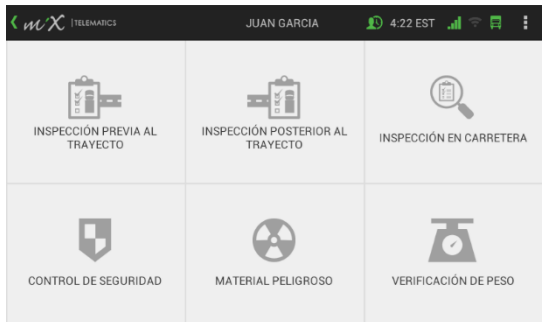 miX | TELEMATICS
JUAN GARCIA
4:22 EST
INSPECCIÓN PREVIA AL
TRAYECTO
INSPECCIÓN POSTERIOR AL
TRAYECTO
INSPECCIÓN EN CARRETERA
CONTROL DE SEGURIDAD
MATERIAL PELIGROSO
VERIFICACIÓN DE PESO